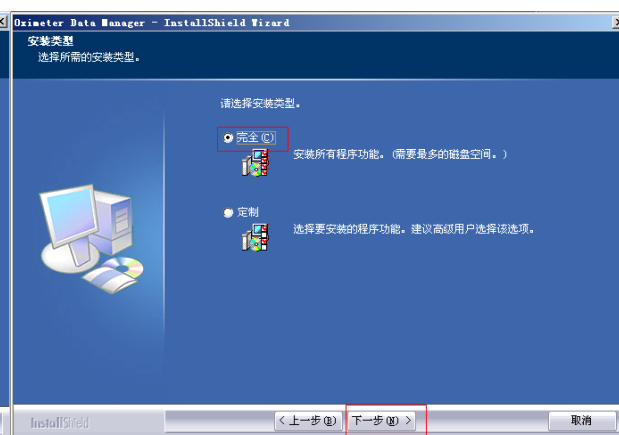 Oximeter Data Manager - InstallShield Wizard
安装类型
选择所需的安装类型。
请选择安装类型。
完全(C)
安装所有程序功能。(需要最多的磁盘空间。)
定制
选择要安装的程序功能。建议高级用户选择该选项。
InstallShield
< 上一步(B) 下一步(N) > 取消